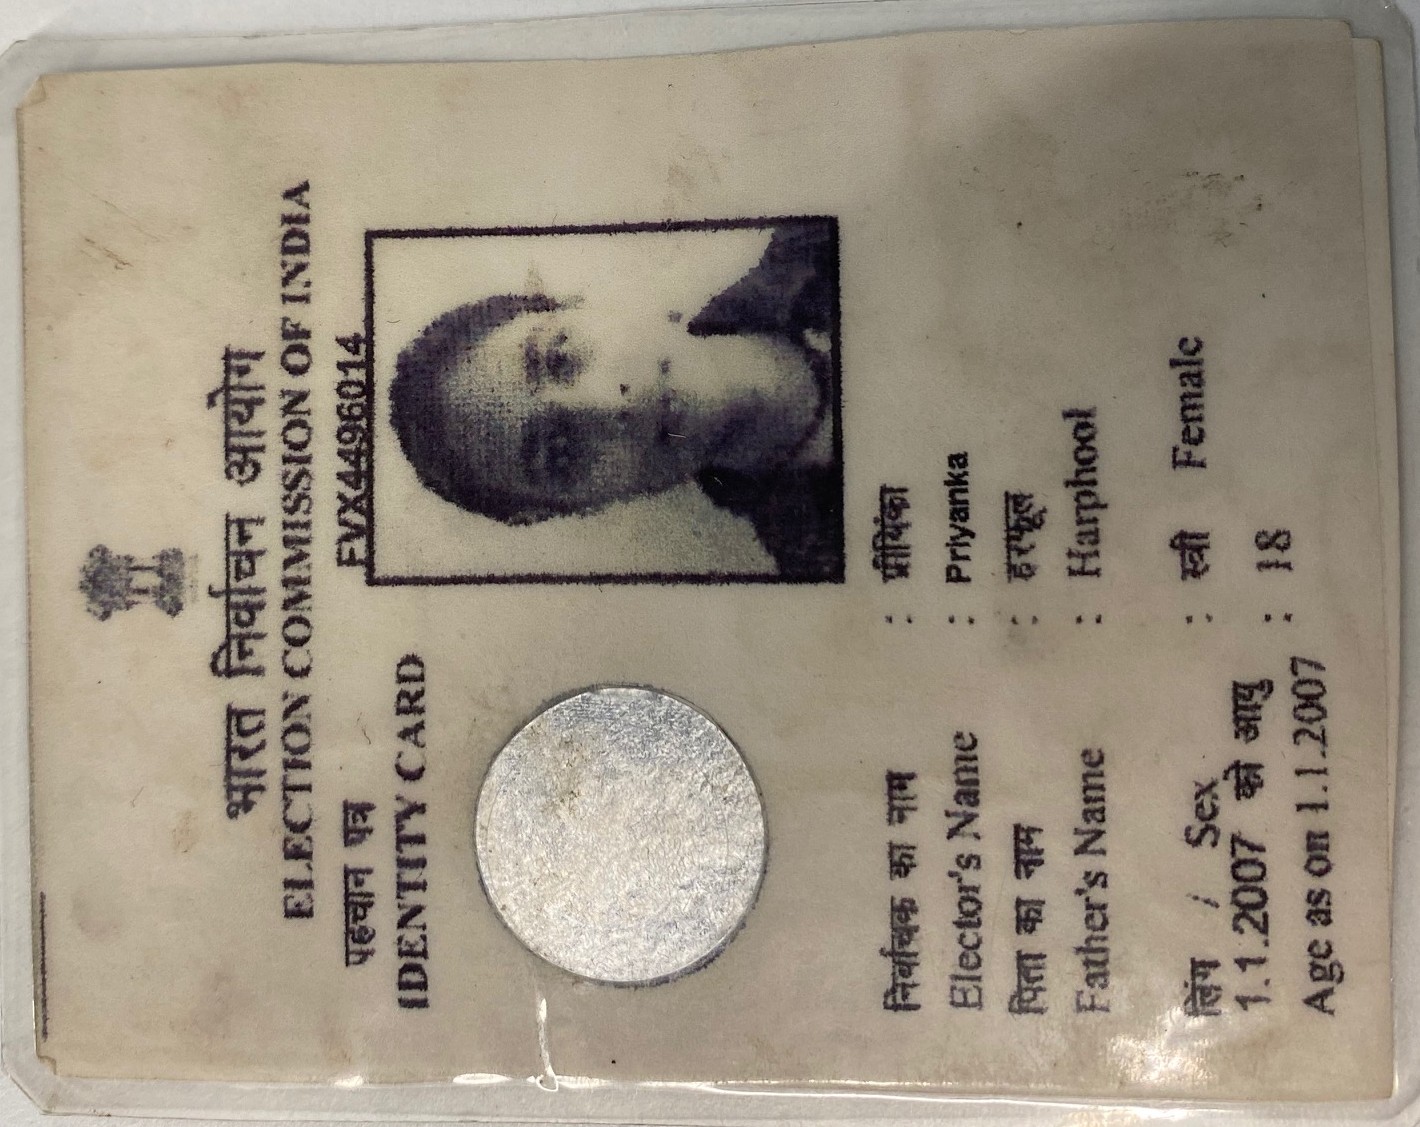 भारत निर्वाचन आयोग
ELECTION COMMISSION OF INDIA
पहचान पत्र
IDENTITY CARD
FVX4496014
निर्वाचक का नाम : प्रीयिंका
Elector's Name : Priyanka
पिता का नाम : हरफूल
Father's Name : Harphool
लिंग / Sex : स्त्री Female
1.1.2007 को आयु
: 18
Age as on 1.1.2007